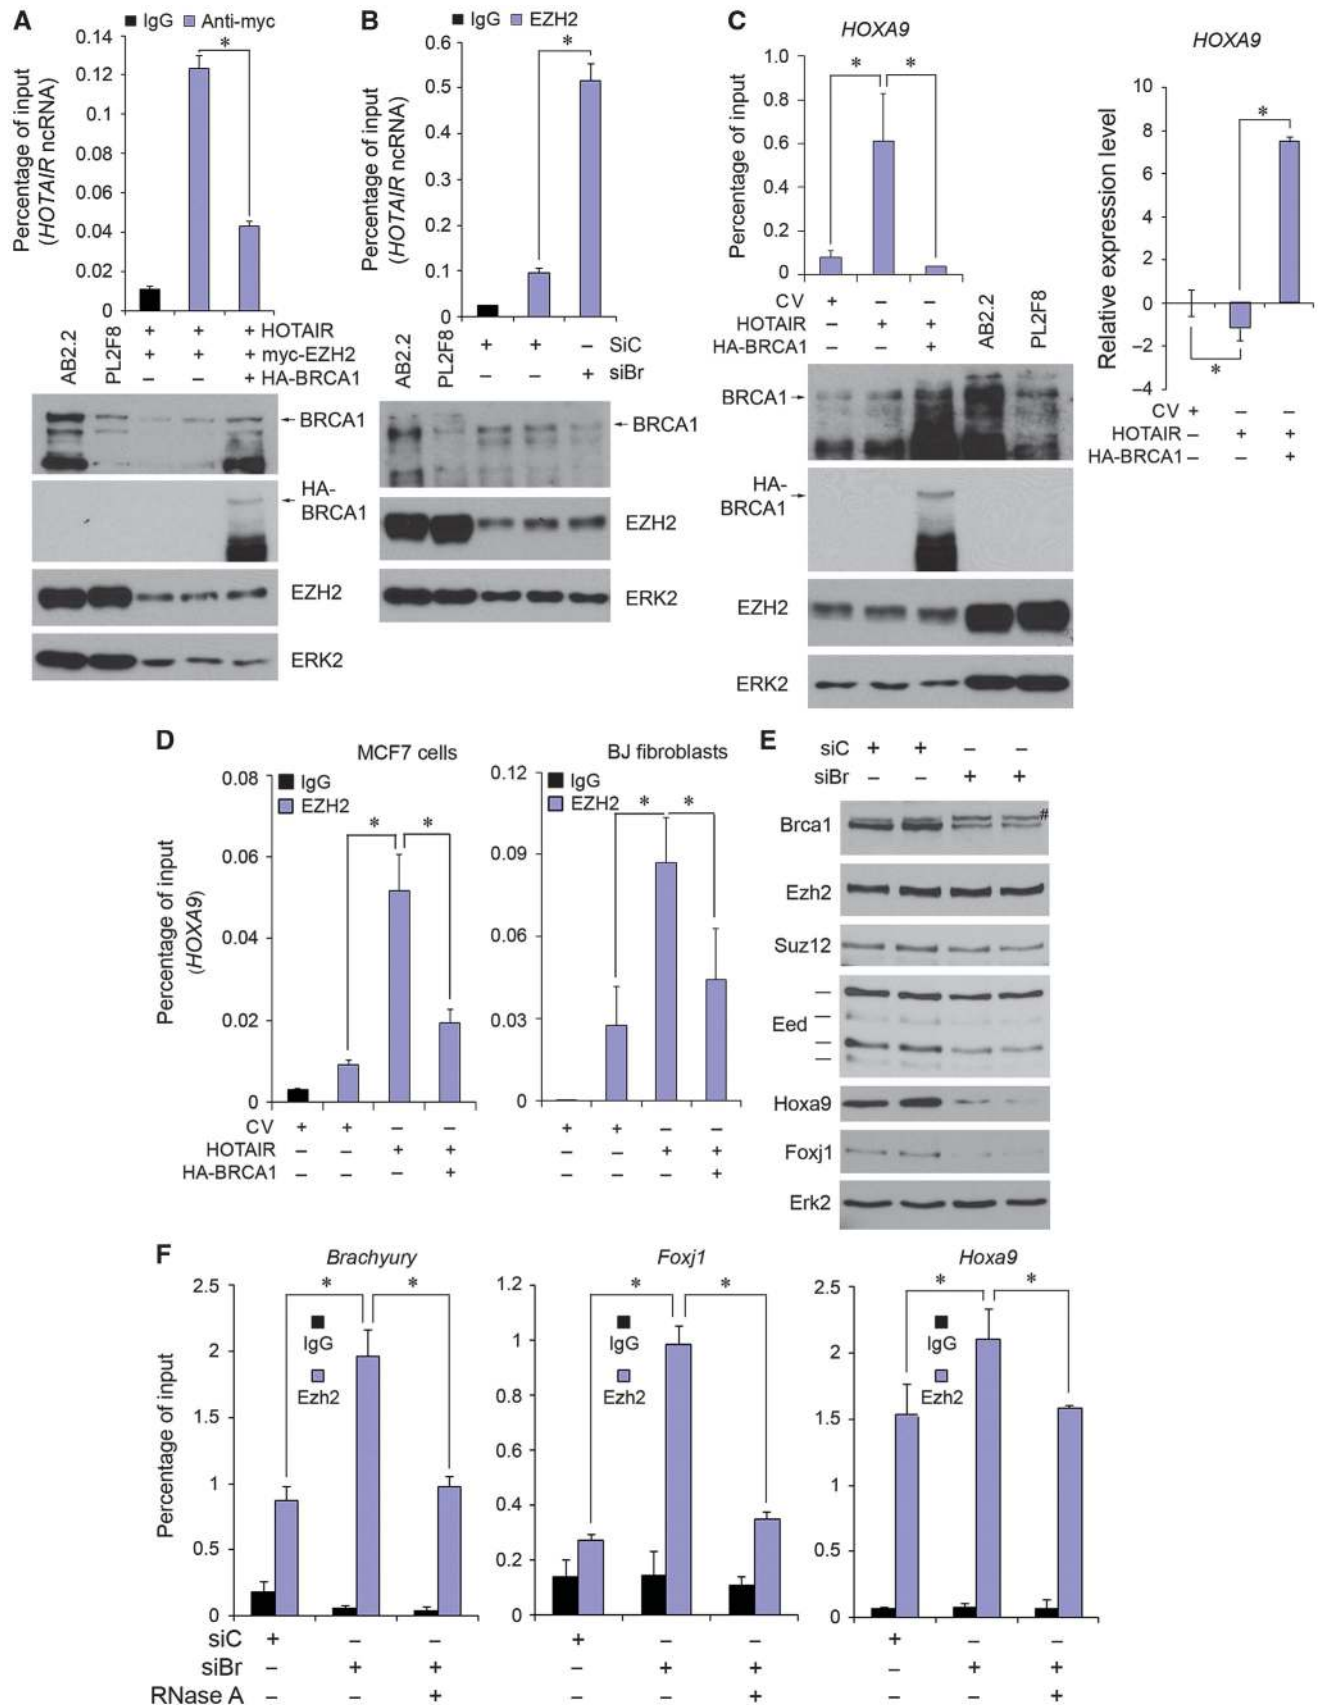 A
IgG Anti-myc
*
0.14
0.12
0.1
0.08
0.06
0.04
0.02
0
Percentage of input
(HOTAIR ncRNA)
AB2.2 PL2F8 + + + HOTAIR
+ + + myc-EZH2
– – + HA-BRCA1
BRCA1
HA-
BRCA1
EZH2
ERK2
B
IgG EZH2
*
0.6
0.5
0.4
0.3
0.2
0.1
0
Percentage of input
(HOTAIR ncRNA)
AB2.2 PL2F8 + + – SiC
– – + siBr
BRCA1
EZH2
ERK2
C
HOXA9
* *
1.0
0.8
0.6
0.4
0.2
0
Percentage of input
CV + – –
HOTAIR – + +
HA-BRCA1 – – +
AB2.2 PL2F8
BRCA1
HA-
BRCA1
EZH2
ERK2
HOXA9
*
*
10
8
6
4
2
0
−2
−4
Relative expression level
CV + – –
HOTAIR – + +
HA-BRCA1 – – +
D
MCF7 cells
IgG
EZH2
* *
0.08
0.06
0.04
0.02
0
Percentage of input
(HOXA9)
CV + + – –
HOTAIR – – + +
HA-BRCA1 – – – +
BJ fibroblasts
IgG
EZH2
* *
0.12
0.09
0.06
0.03
0
+ + – –
– – + +
– – – +
E
siC + + – –
siBr – – + +
Brca1 #
Ezh2
Suz12
Eed
Hoxa9
Foxj1
Erk2
F
Brachyury
* *
IgG
Ezh2
2.5
2
1.5
1
0.5
0
Percentage of input
siC + – –
siBr – + +
RNase A – – +
Foxj1
* *
IgG
Ezh2
1.2
1
0.8
0.6
0.4
0.2
0
+ – –
– + +
– – +
Hoxa9
* *
IgG
Ezh2
2.5
2
1.5
1
0.5
0
+ – –
– + +
– – +